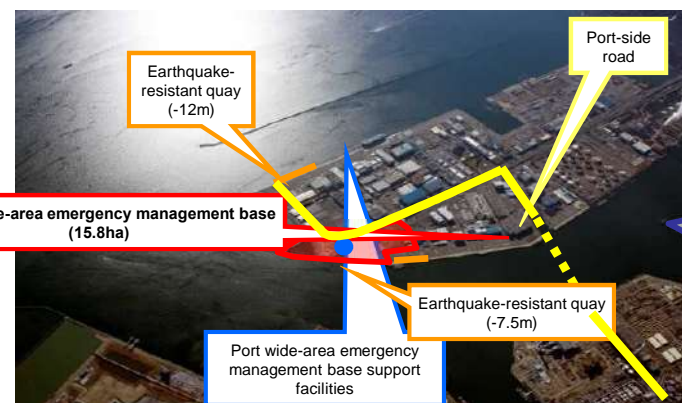 Earthquake-
resistant quay
(-12m)
Port-side
road
e-area emergency management base
(15.8ha)
Earthquake-resistant quay
(-7.5m)
Port wide-area emergency
management base support
facilities